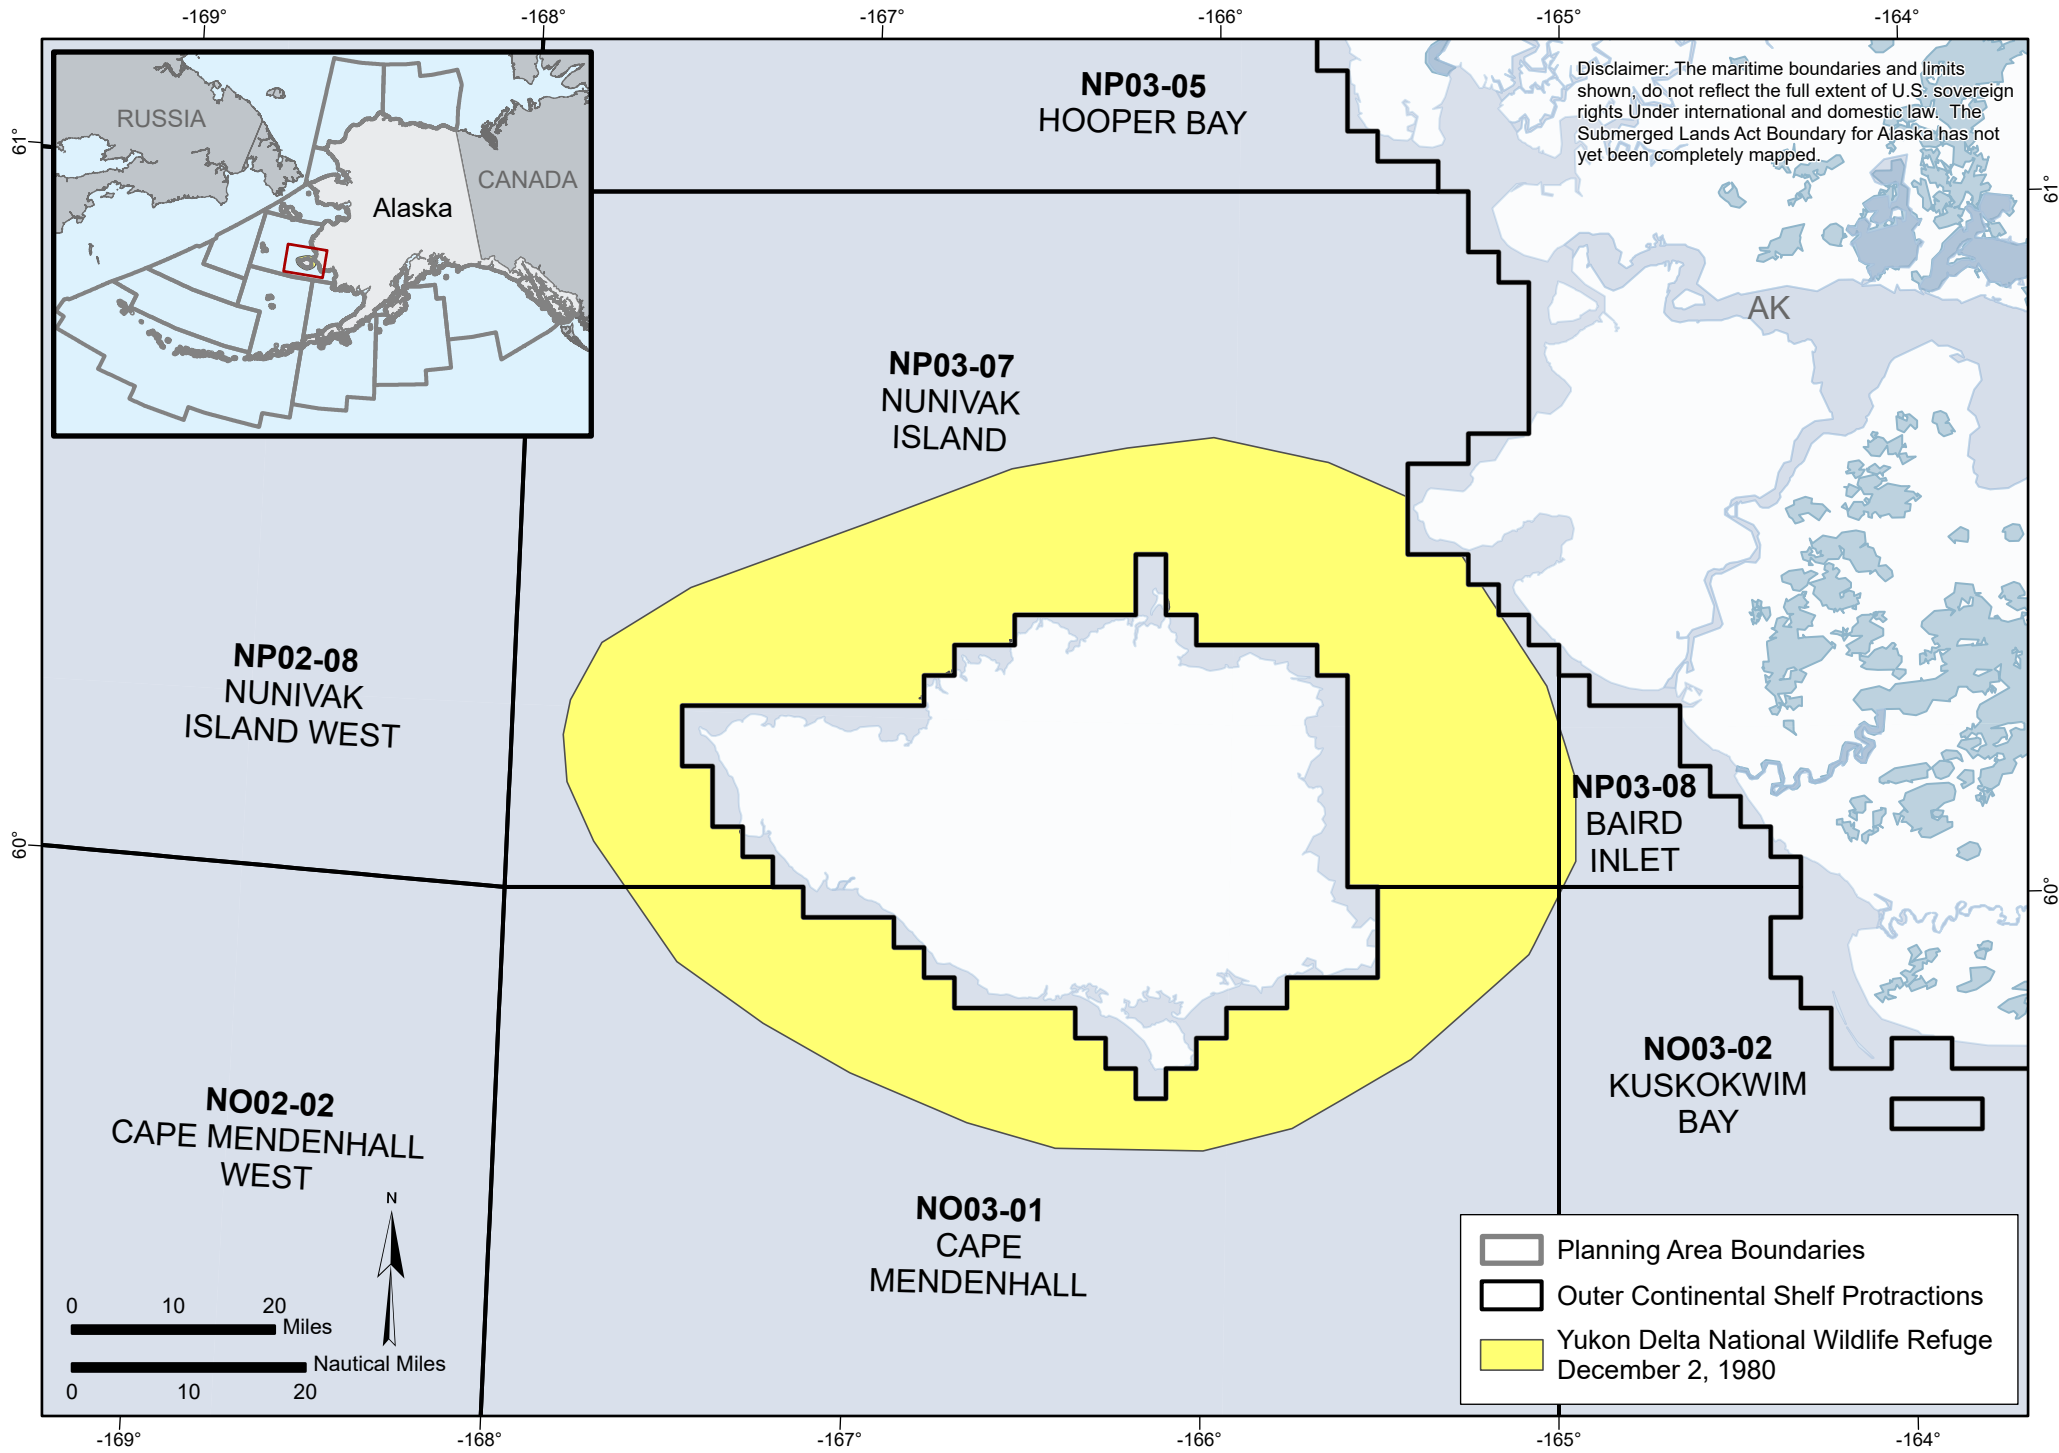 -169°
-168°
-167°
-166°
-165°
-164°
61°
61°
60°
60°
RUSSIA
CANADA
Alaska
NP03-05
HOOPER BAY
Disclaimer: The maritime boundaries and limits
shown, do not reflect the full extent of U.S. sovereign
rights Under international and domestic law.  The
Submerged Lands Act Boundary for Alaska has not
yet been completely mapped.
AK
NP03-07
NUNIVAK
ISLAND
NP02-08
NUNIVAK
ISLAND WEST
NP03-08
BAIRD
INLET
NO03-02
KUSKOKWIM
BAY
NO02-02
CAPE MENDENHALL
WEST
NO03-01
CAPE
MENDENHALL
N
0 10 20
Miles
Nautical Miles
0 10 20
Planning Area Boundaries
Outer Continental Shelf Protractions
Yukon Delta National Wildlife Refuge
December 2, 1980
-169°
-168°
-167°
-166°
-165°
-164°